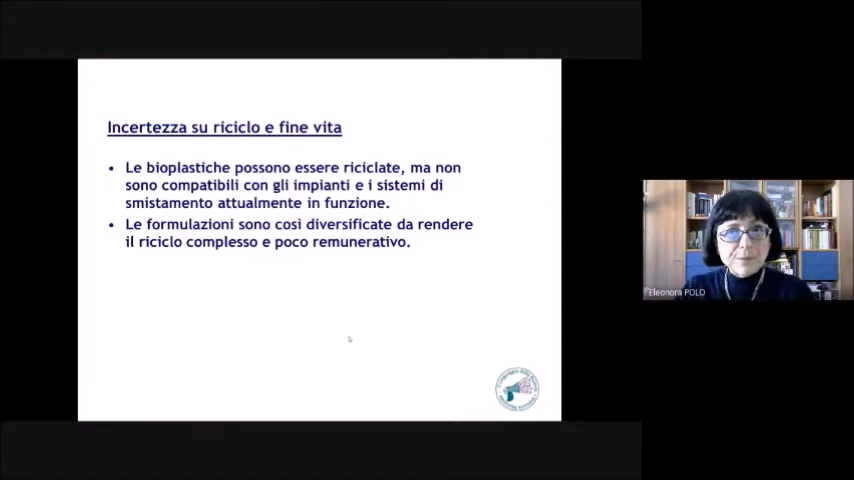 Incertezza su riciclo e fine vita
• Le bioplastiche possono essere riciclate, ma non
sono compatibili con gli impianti e i sistemi di
smistamento attualmente in funzione.
• Le formulazioni sono così diversificate da rendere
il riciclo complesso e poco remunerativo.
Eleonora POLO